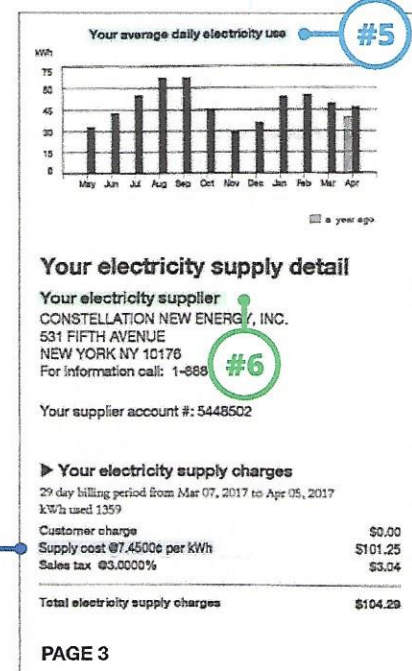 Your average daily electricity use
#5
kWh
75
60
45
30
15
0
May Jun Jul Aug Sep Oct Nov Dec Jan Feb Mar Apr
a year ago
Your electricity supply detail
Your electricity supplier
CONSTELLATION NEW ENERGY, INC.
531 FIFTH AVENUE
NEW YORK NY 10176
For information call: 1-888
#6
Your supplier account #: 5448502
▶ Your electricity supply charges
29 day billing period from Mar 07, 2017 to Apr 05, 2017
kWh used 1359
Customer charge $0.00
Supply cost @7.4500¢ per kWh $101.25
Sales tax @3.0000% $3.04
Total electricity supply charges $104.29
PAGE 3